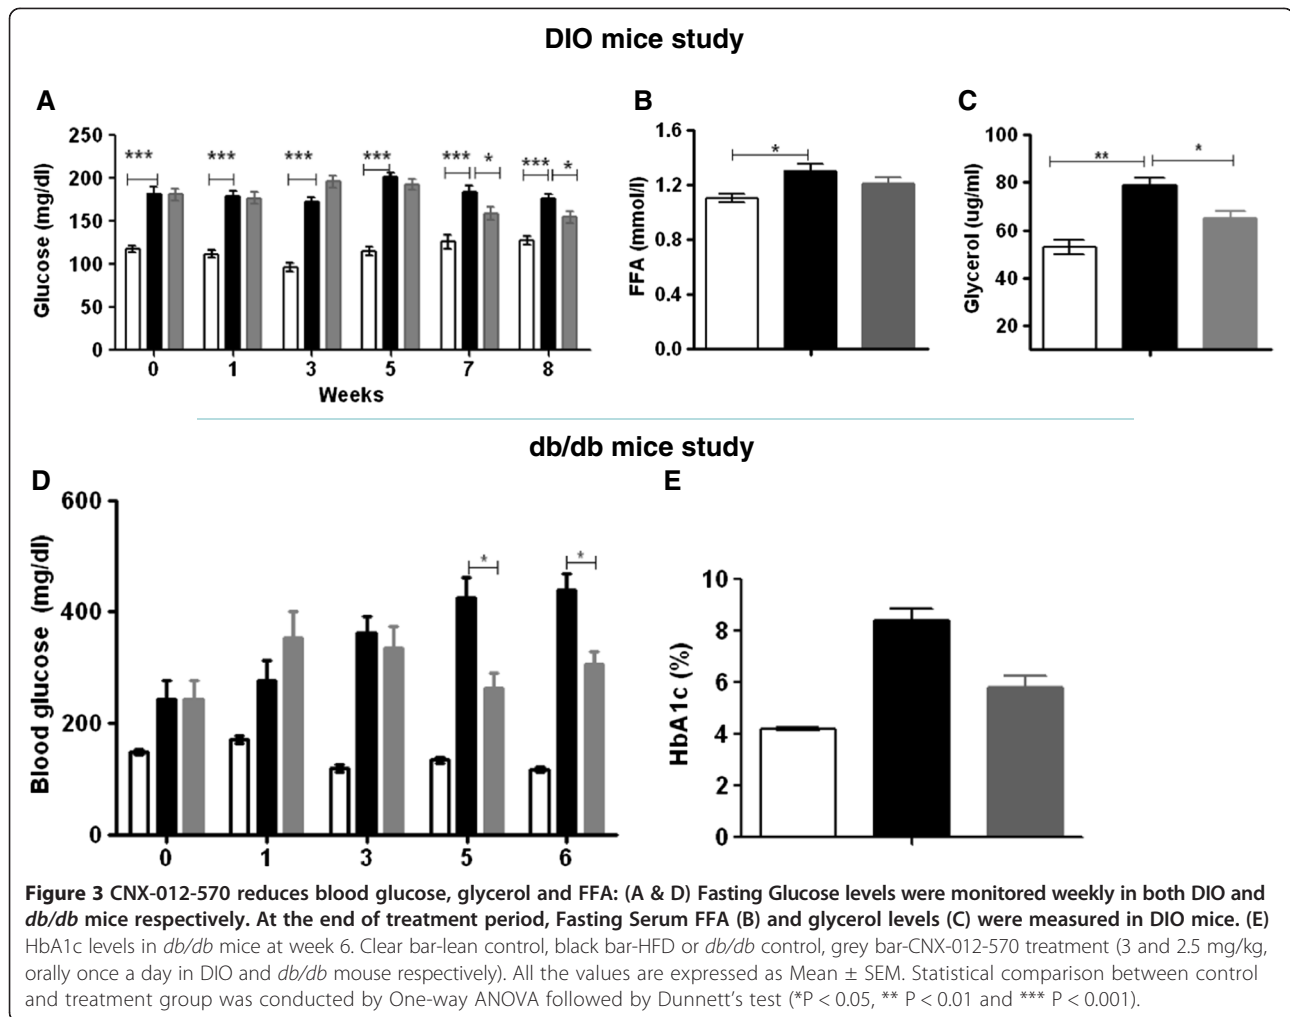 DIO mice study
A
B
C
Glucose (mg/dl)
250
200
150
100
50
0
*** *** *** *** *** * *** *
0 1 3 5 7 8
Weeks
FFA (mmol/l)
1.6
1.2
0.8
0.4
0.0
*
Glycerol (ug/ml)
100
80
60
40
20
** *
db/db mice study
D
E
Blood glucose (mg/dl)
600
400
200
0
* *
0 1 3 5 6
HbA1c (%)
10
8
6
4
2
0
Figure 3 CNX-012-570 reduces blood glucose, glycerol and FFA: (A & D) Fasting Glucose levels were monitored weekly in both DIO and
db/db mice respectively. At the end of treatment period, Fasting Serum FFA (B) and glycerol levels (C) were measured in DIO mice. (E)
HbA1c levels in db/db mice at week 6. Clear bar-lean control, black bar-HFD or db/db control, grey bar-CNX-012-570 treatment (3 and 2.5 mg/kg,
orally once a day in DIO and db/db mouse respectively). All the values are expressed as Mean ± SEM. Statistical comparison between control
and treatment group was conducted by One-way ANOVA followed by Dunnett's test (*P < 0.05, ** P < 0.01 and *** P < 0.001).